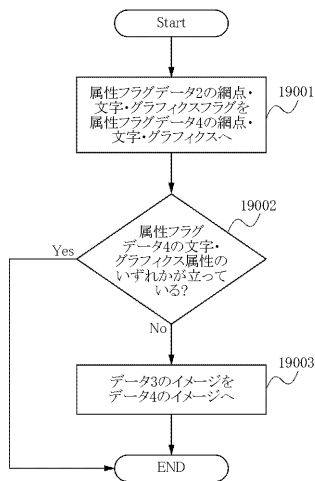 Start
属性フラグデータ2の網点・
文字・グラフィクスフラグを
属性フラグデータ4の網点・
文字・グラフィクスへ
19001
19002
属性フラグ
データ4の文字・
グラフィクス属性の
いずれかが立って
いる?
Yes
No
19003
データ3のイメージを
データ4のイメージへ
END